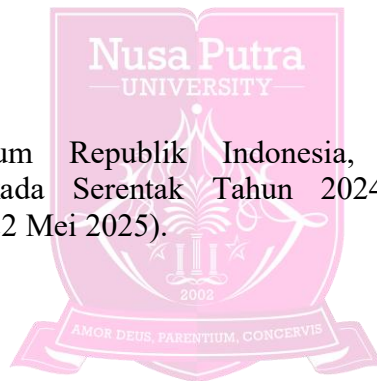 Nusa Putra
UNIVERSITY
um Republik Indonesia,
ada Serentak Tahun 2024
2 Mei 2025).
2002
AMOR DEUS, PARENTIUM, CONCERVIS